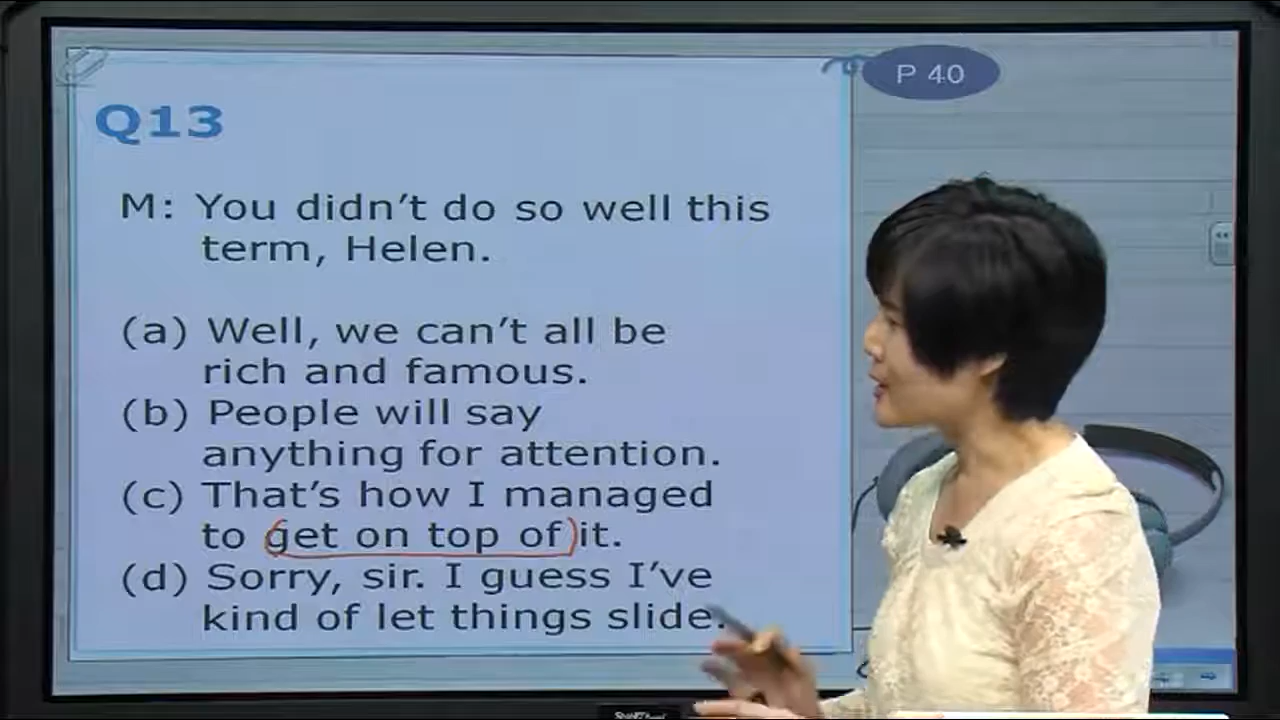 P 40
Q13
M: You didn't do so well this
term, Helen.
(a) Well, we can't all be
rich and famous.
(b) People will say
anything for attention.
(c) That's how I managed
to get on top of it.
(d) Sorry, sir. I guess I've
kind of let things slide.